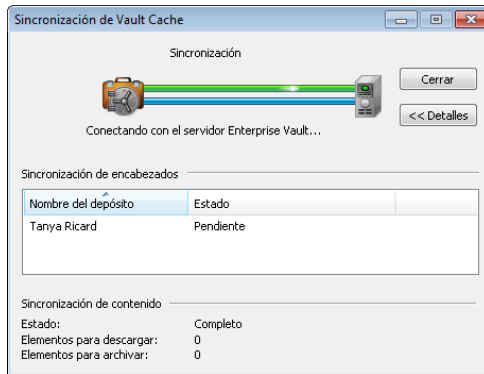 Sincronización de Vault Cache
Sincronización
Cerrar
Conectando con el servidor Enterprise Vault...
<< Detalles
Sincronización de encabezados
Nombre del depósito Estado
Tanya Ricard Pendiente
Sincronización de contenido
Estado: Completo
Elementos para descargar: 0
Elementos para archivar: 0